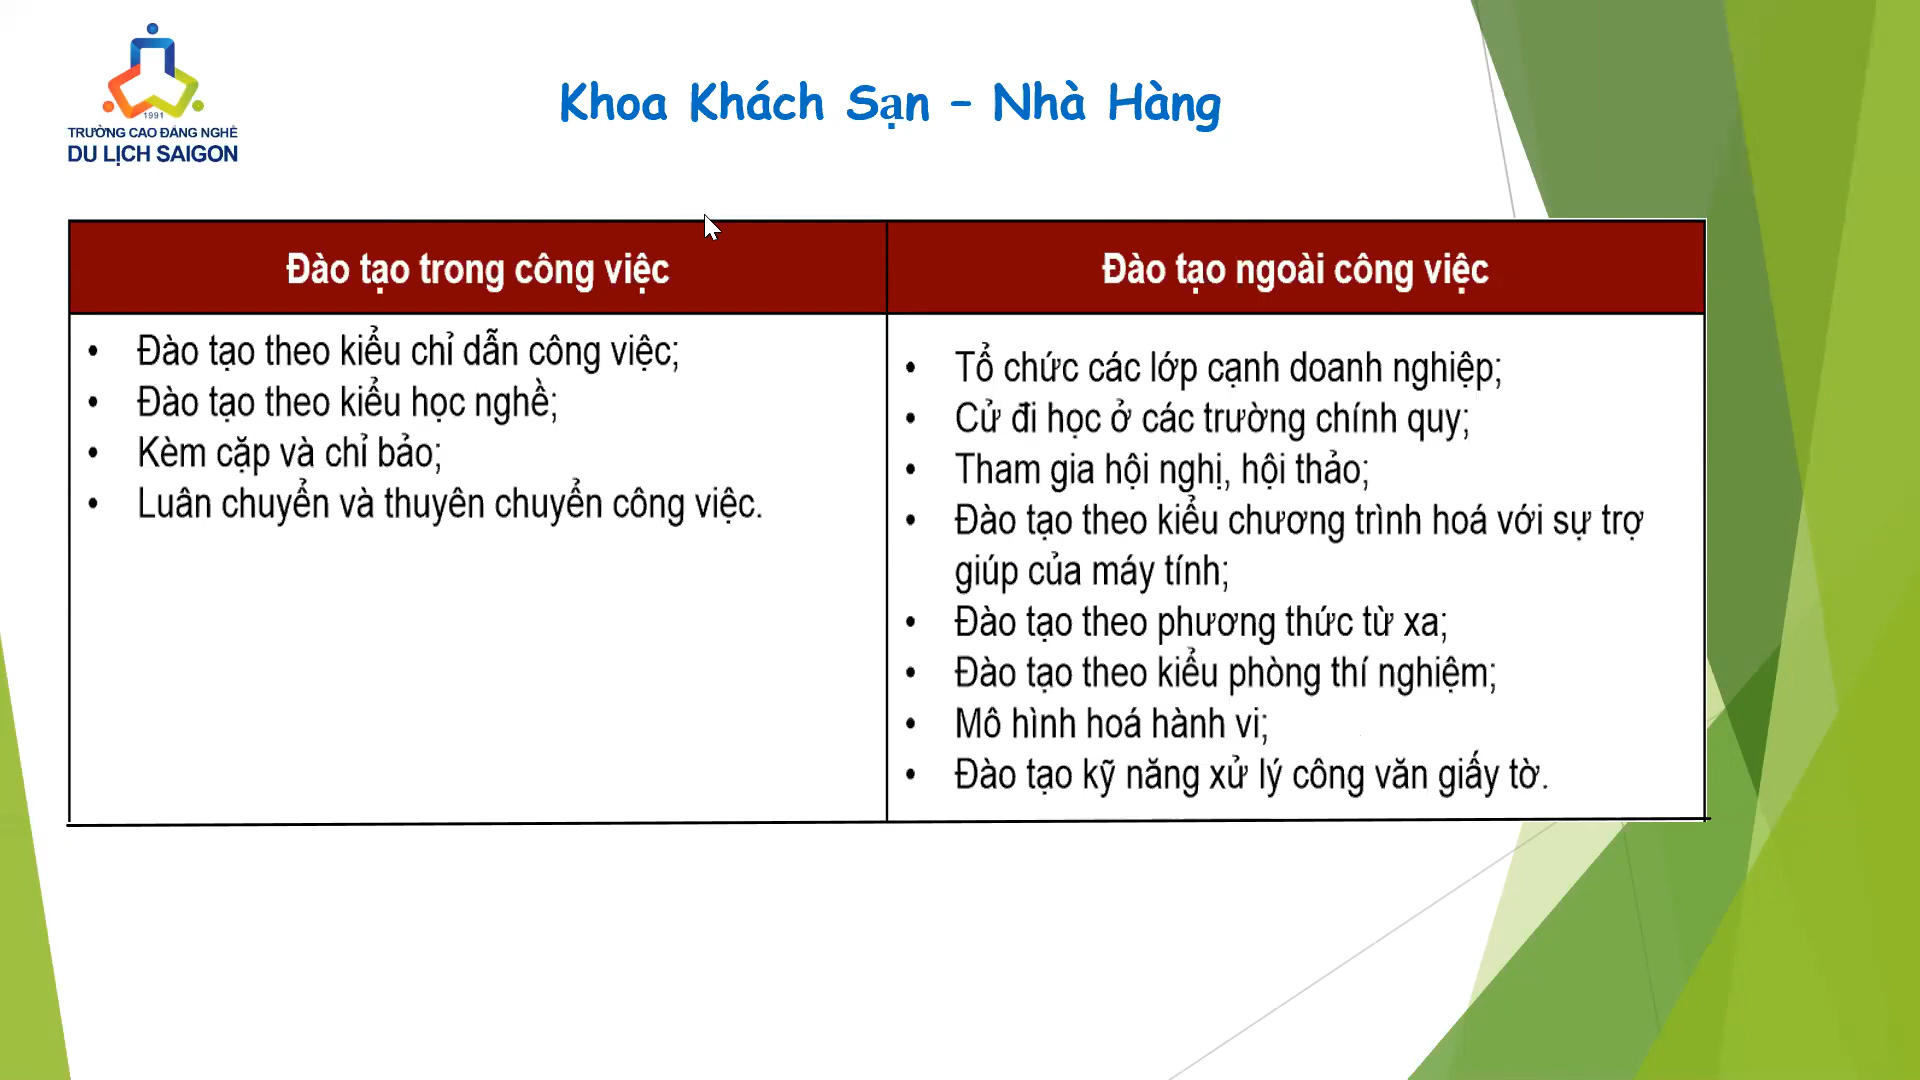 1991
TRƯỜNG CAO ĐẲNG NGHỀ
DU LỊCH SAIGON
Khoa Khách Sạn – Nhà Hàng
Đào tạo trong công việc
• Đào tạo theo kiểu chỉ dẫn công việc;
• Đào tạo theo kiểu học nghề;
• Kèm cặp và chỉ bảo;
• Luân chuyển và thuyên chuyển công việc.
Đào tạo ngoài công việc
• Tổ chức các lớp cạnh doanh nghiệp;
• Cử đi học ở các trường chính quy;
• Tham gia hội nghị, hội thảo;
• Đào tạo theo kiểu chương trình hoá với sự trợ
giúp của máy tính;
• Đào tạo theo phương thức từ xa;
• Đào tạo theo kiểu phòng thí nghiệm;
• Mô hình hoá hành vi;
• Đào tạo kỹ năng xử lý công văn giấy tờ.